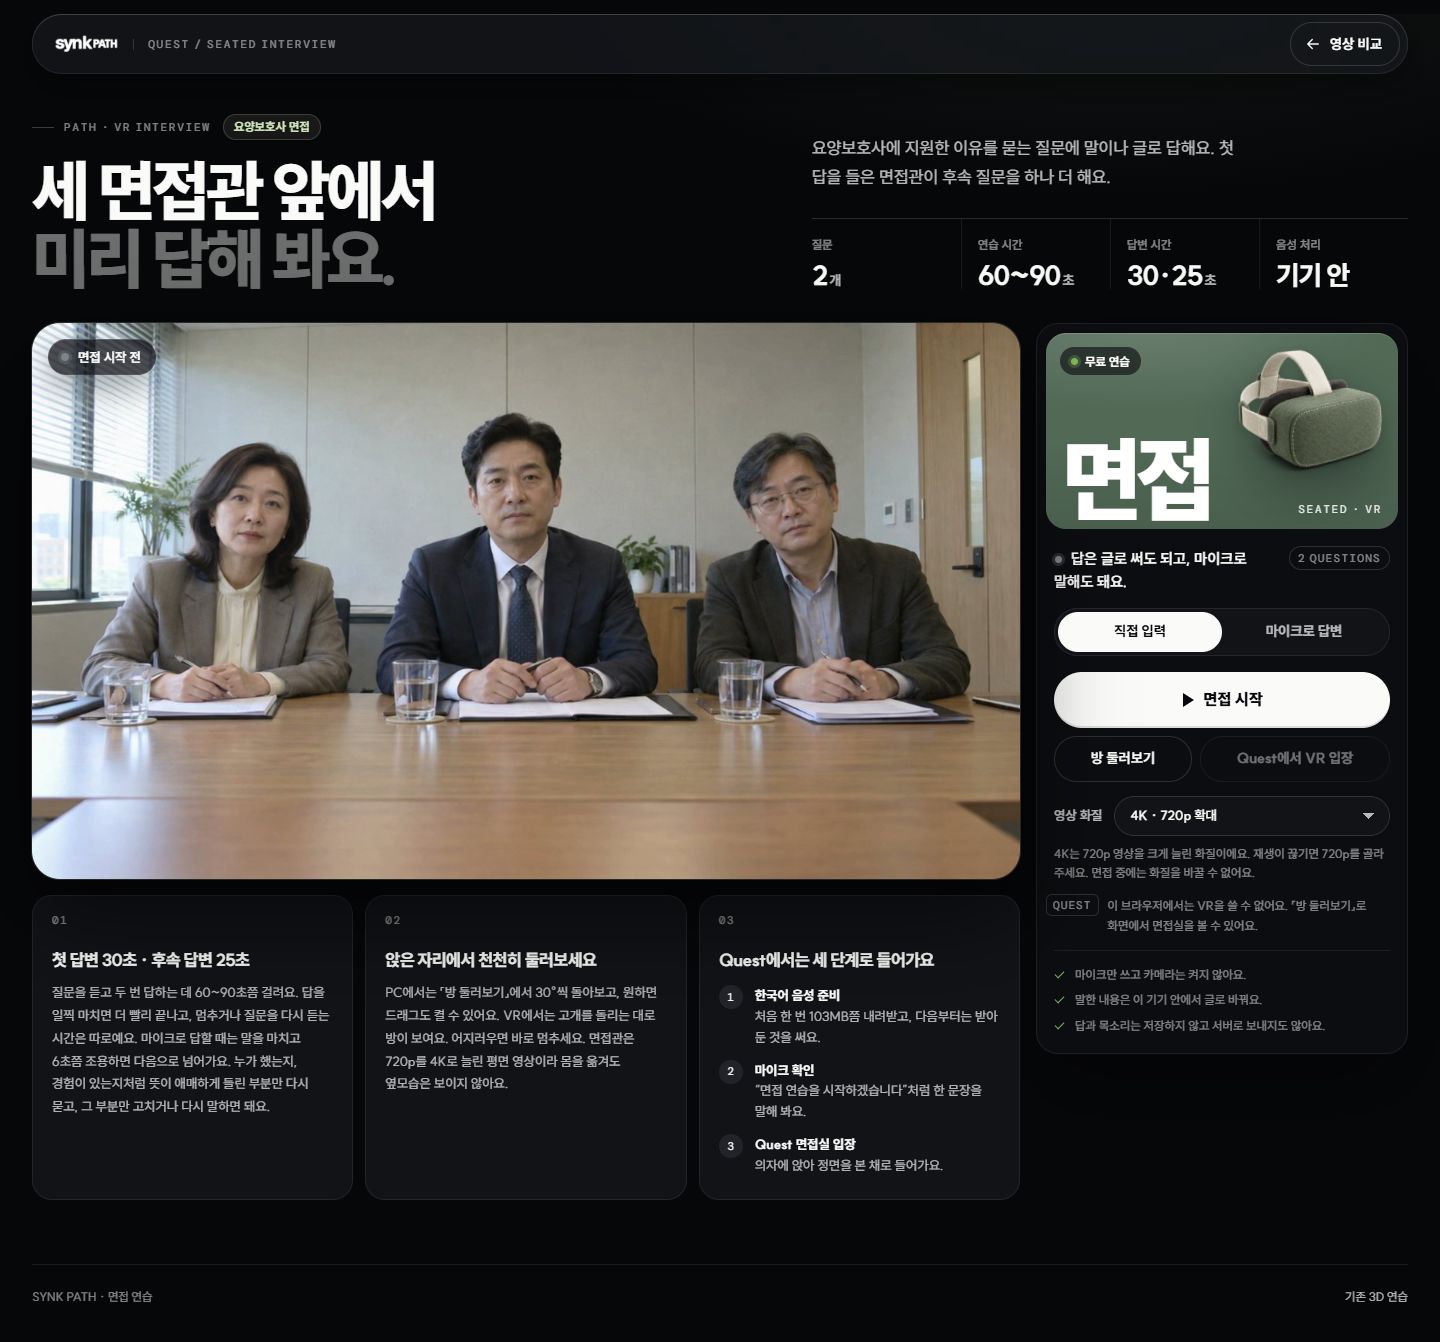 synk PATH
QUEST / SEATED INTERVIEW
← 영상 비교
PATH · VR INTERVIEW
요양보호사 면접
세 면접관 앞에서
미리 답해 봐요.
요양보호사에 지원한 이유를 묻는 질문에 말이나 글로 답해요. 첫
답을 들은 면접관이 후속 질문을 하나 더 해요.
질문
2개
연습 시간
60~90초
답변 시간
30·25초
음성 처리
기기 안
면접 시작 전
무료 연습
면접
SEATED · VR
답은 글로 써도 되고, 마이크로
말해도 돼요.
2 QUESTIONS
직접 입력
마이크로 답변
▶ 면접 시작
방 둘러보기
Quest에서 VR 입장
영상 화질
4K · 720p 확대
4K는 720p 영상을 크게 늘린 화질이에요. 재생이 끊기면 720p를 골라
주세요. 면접 중에는 화질을 바꿀 수 없어요.
QUEST
이 브라우저에서는 VR을 쓸 수 없어요. 「방 둘러보기」로
화면에서 면접실을 볼 수 있어요.
✓ 마이크만 쓰고 카메라는 켜지 않아요.
✓ 말한 내용은 이 기기 안에서 글로 바꿔요.
✓ 답과 목소리는 저장하지 않고 서버로 보내지도 않아요.
01
첫 답변 30초 · 후속 답변 25초
질문을 듣고 두 번 답하는 데 60~90초쯤 걸려요. 답을
일찍 마치면 더 빨리 끝나고, 멈추거나 질문을 다시 듣는
시간은 따로예요. 마이크로 답할 때는 말을 마치고
6초쯤 조용하면 다음으로 넘어가요. 누가 했는지,
경험이 있는지처럼 뜻이 애매하게 들린 부분만 다시
묻고, 그 부분만 고치거나 다시 말하면 돼요.
02
앉은 자리에서 천천히 둘러보세요
PC에서는 「방 둘러보기」에서 30°씩 돌아보고, 원하면
드래그도 켤 수 있어요. VR에서는 고개를 돌리는 대로
방이 보여요. 어지러우면 바로 멈추세요. 면접관은
720p를 4K로 늘린 평면 영상이라 몸을 옮겨도
옆모습은 보이지 않아요.
03
Quest에서는 세 단계로 들어가요
1 한국어 음성 준비
처음 한 번 103MB쯤 내려받고, 다음부터는 받아
둔 것을 써요.
2 마이크 확인
“면접 연습을 시작하겠습니다”처럼 한 문장을
말해 봐요.
3 Quest 면접실 입장
의자에 앉아 정면을 본 채로 들어가요.
SYNK PATH · 면접 연습
기존 3D 연습